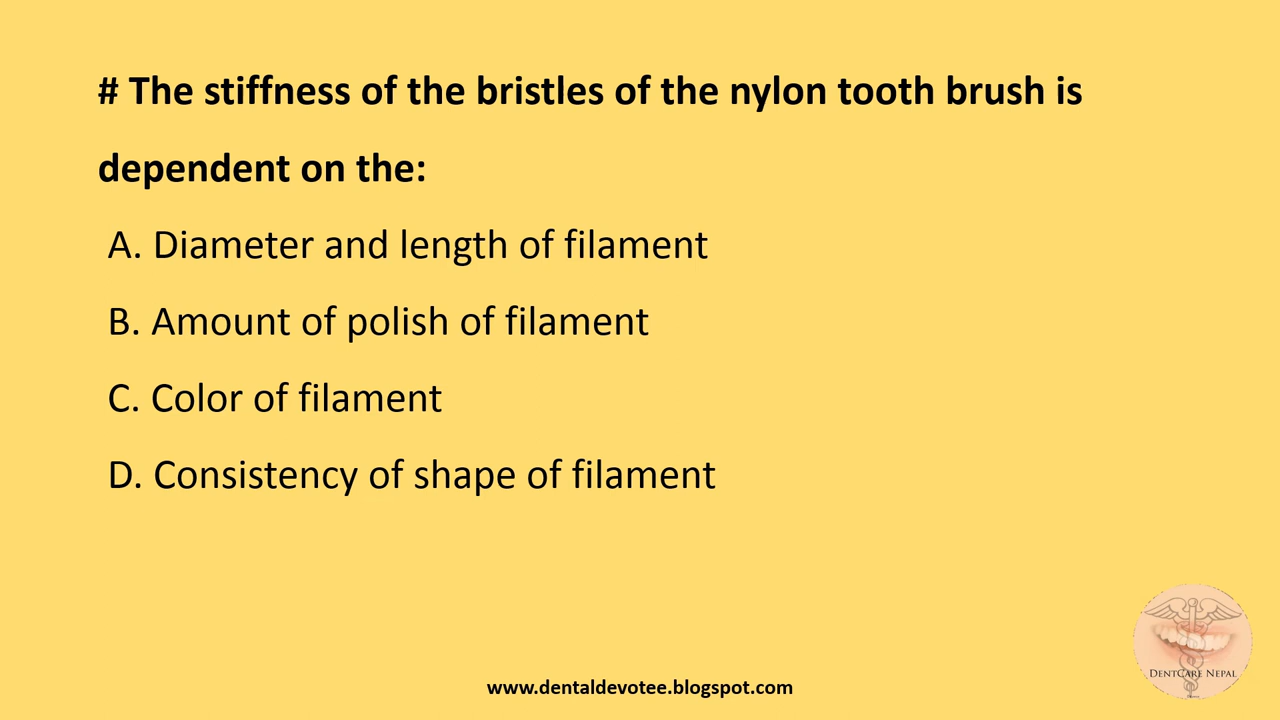 # The stiffness of the bristles of the nylon tooth brush is
dependent on the:
A. Diameter and length of filament
B. Amount of polish of filament
C. Color of filament
D. Consistency of shape of filament
DENTCARE NEPAL
www.dentaldevotee.blogspot.com